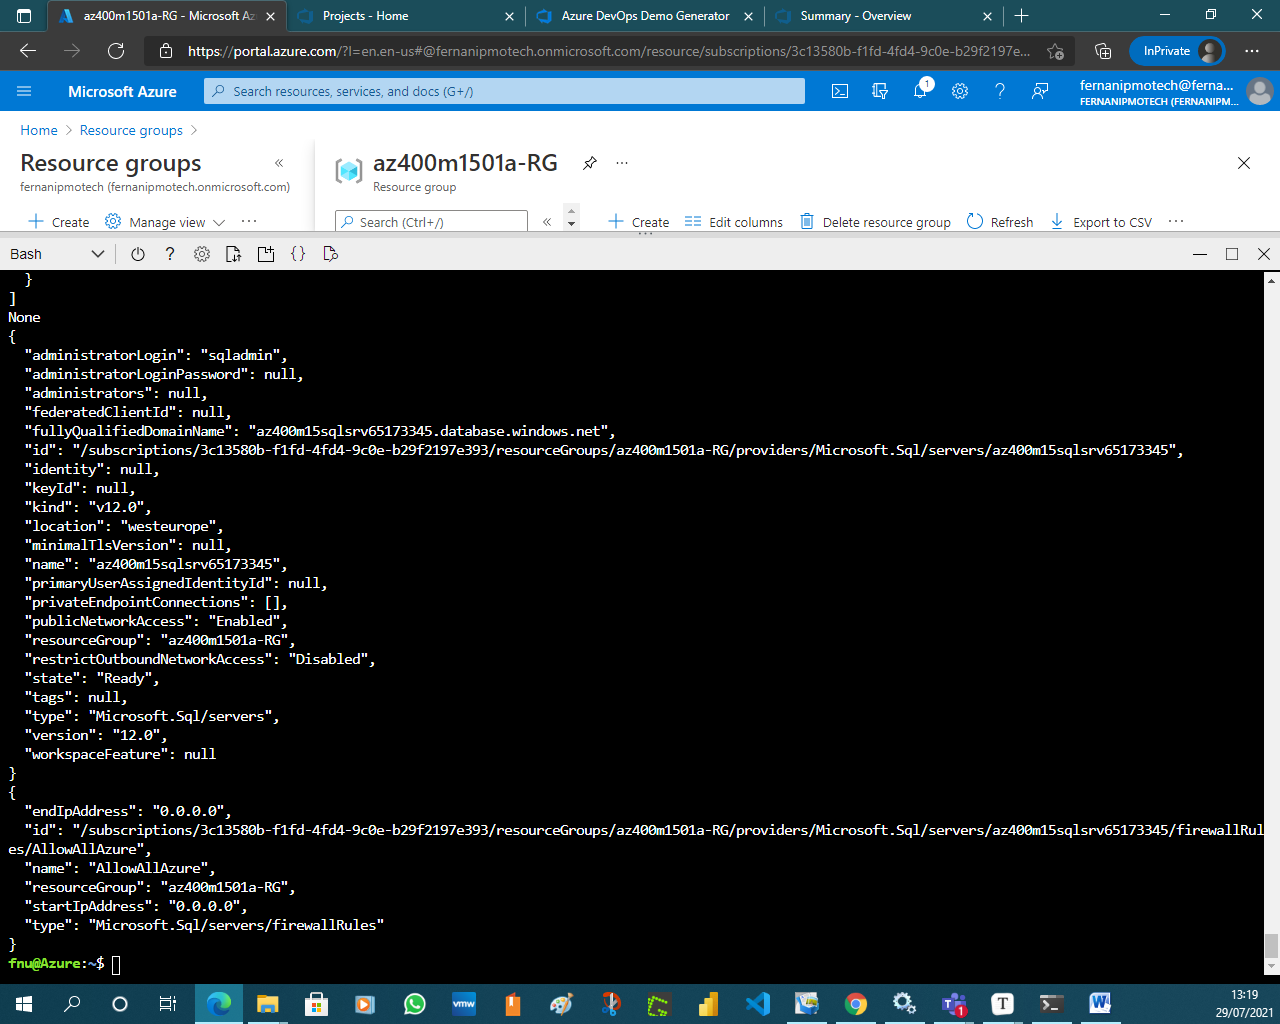 az400m1501a-RG - Microsoft Az
Projects - Home
Azure DevOps Demo Generator
Summary - Overview
https://portal.azure.com/?l=en.en-us#@fernanipmotech.onmicrosoft.com/resource/subscriptions/3c13580b-f1fd-4fd4-9c0e-b29f2197e...
InPrivate
Microsoft Azure
Search resources, services, and docs (G+/)
1
fernanipmotech@ferna...
FERNANIPMOTECH (FERNANIPM...
Home > Resource groups >
Resource groups
fernanipmotech (fernanipmotech.onmicrosoft.com)
Create
Manage view
az400m1501a-RG
Resource group
Search (Ctrl+/)
Create
Edit columns
Delete resource group
Refresh
Export to CSV
Bash
}
]
None
{
"administratorLogin": "sqladmin",
"administratorLoginPassword": null,
"administrators": null,
"federatedClientId": null,
"fullyQualifiedDomainName": "az400m15sqlsrv65173345.database.windows.net",
"id": "/subscriptions/3c13580b-f1fd-4fd4-9c0e-b29f2197e393/resourceGroups/az400m1501a-RG/providers/Microsoft.Sql/servers/az400m15sqlsrv65173345",
"identity": null,
"keyId": null,
"kind": "v12.0",
"location": "westeurope",
"minimalTlsVersion": null,
"name": "az400m15sqlsrv65173345",
"primaryUserAssignedIdentityId": null,
"privateEndpointConnections": [],
"publicNetworkAccess": "Enabled",
"resourceGroup": "az400m1501a-RG",
"restrictOutboundNetworkAccess": "Disabled",
"state": "Ready",
"tags": null,
"type": "Microsoft.Sql/servers",
"version": "12.0",
"workspaceFeature": null
}
{
"endIpAddress": "0.0.0.0",
"id": "/subscriptions/3c13580b-f1fd-4fd4-9c0e-b29f2197e393/resourceGroups/az400m1501a-RG/providers/Microsoft.Sql/servers/az400m15sqlsrv65173345/firewallRul
es/AllowAllAzure",
"name": "AllowAllAzure",
"resourceGroup": "az400m1501a-RG",
"startIpAddress": "0.0.0.0",
"type": "Microsoft.Sql/servers/firewallRules"
}
fnu@Azure:~$
vmw
1
T
13:19
29/07/2021